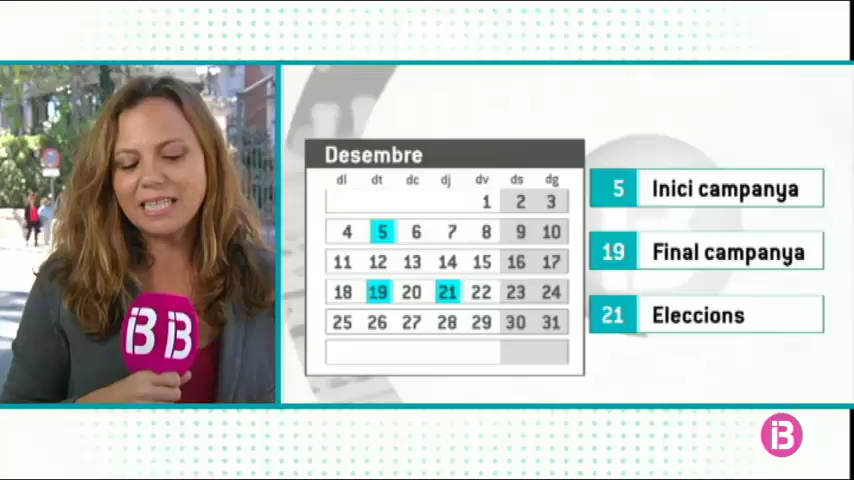 Desembre
dl dt dc dj dv ds dg
1 2 3
4 5 6 7 8 9 10
11 12 13 14 15 16 17
18 19 20 21 22 23 24
25 26 27 28 29 30 31
5 Inici campanya
19 Final campanya
21 Eleccions
IB IB
IB